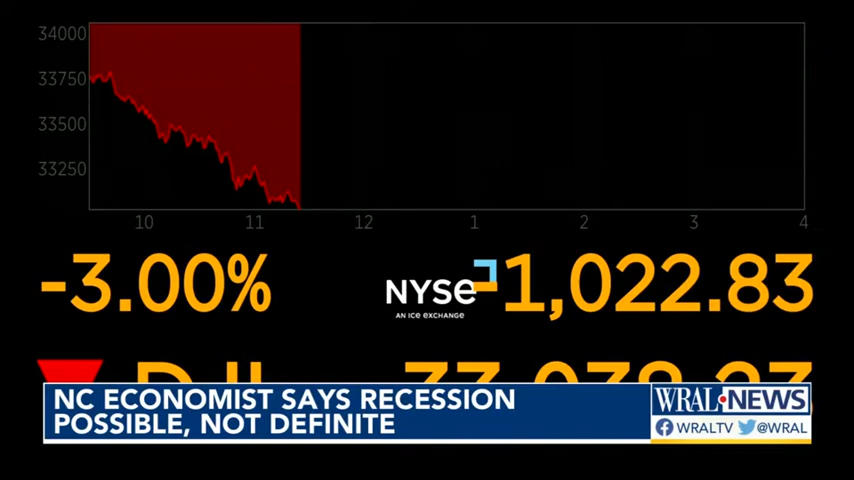 34000
33750
33500
33250
10 11 12 1 2 3 4
-3.00%
NYSE
-1,022.83
AN ICE EXCHANGE
NC ECONOMIST SAYS RECESSION
POSSIBLE, NOT DEFINITE
WRAL NEWS
WRALTV @WRAL